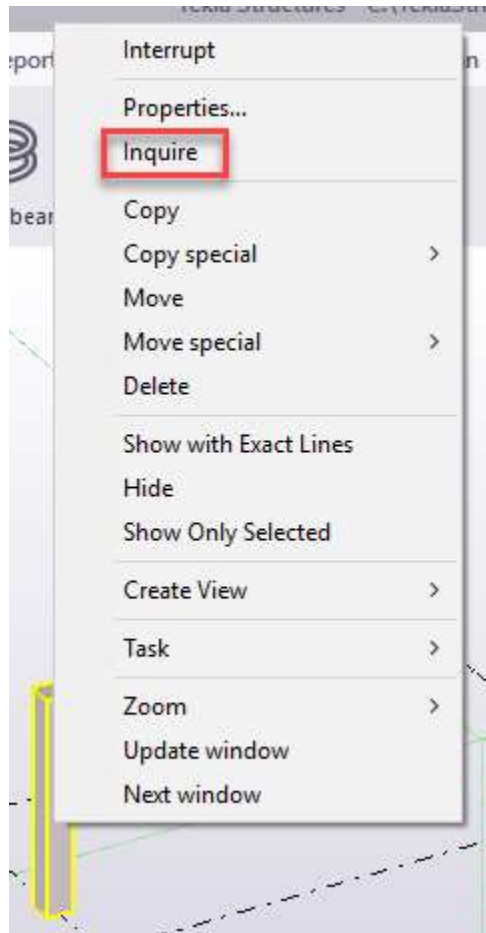 Interrupt
Properties...
Inquire
Copy
Copy special
Move
Move special
Delete
Show with Exact Lines
Hide
Show Only Selected
Create View
Task
Zoom
Update window
Next window